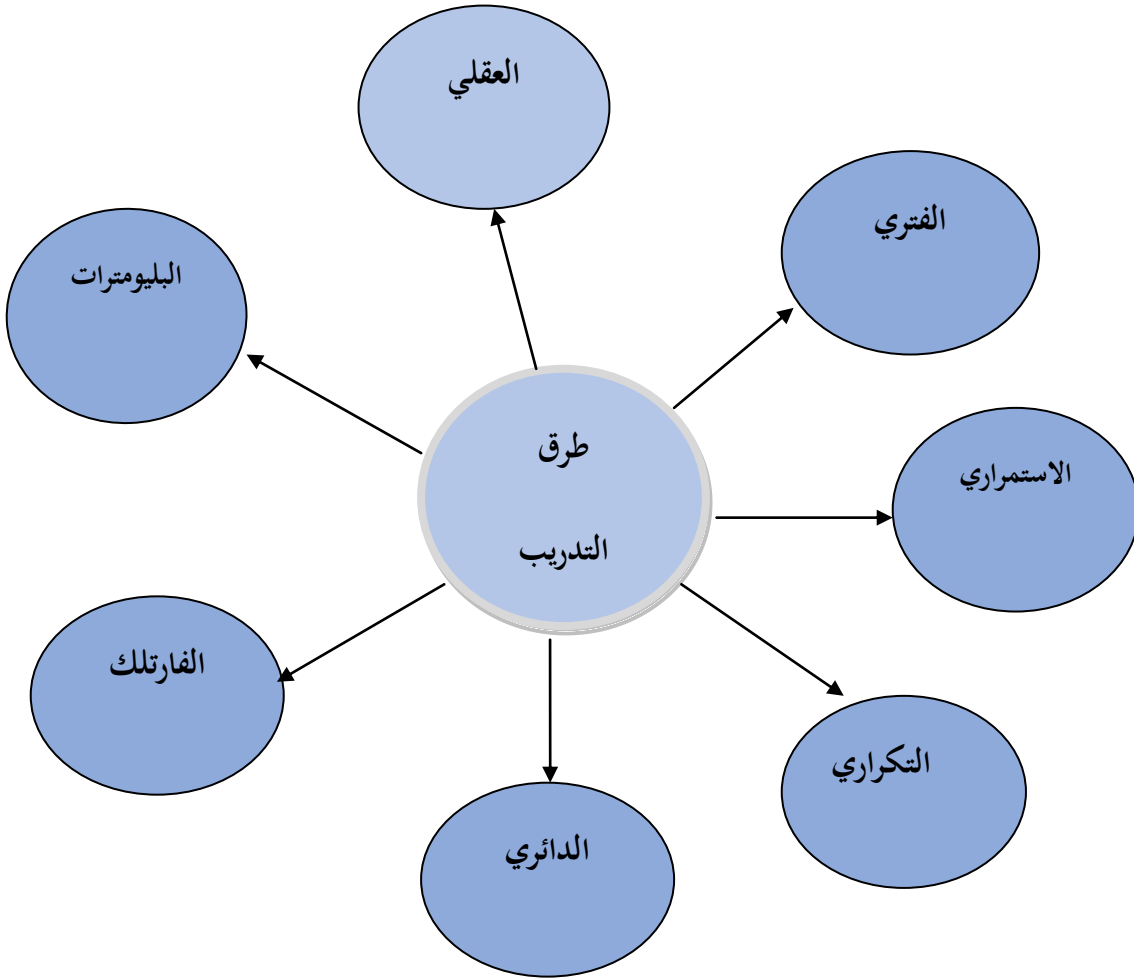 العقلي
الفتري
البليومترات
طرق
التدريب
الاستمراري
الفارتلك
التكراري
الدائري